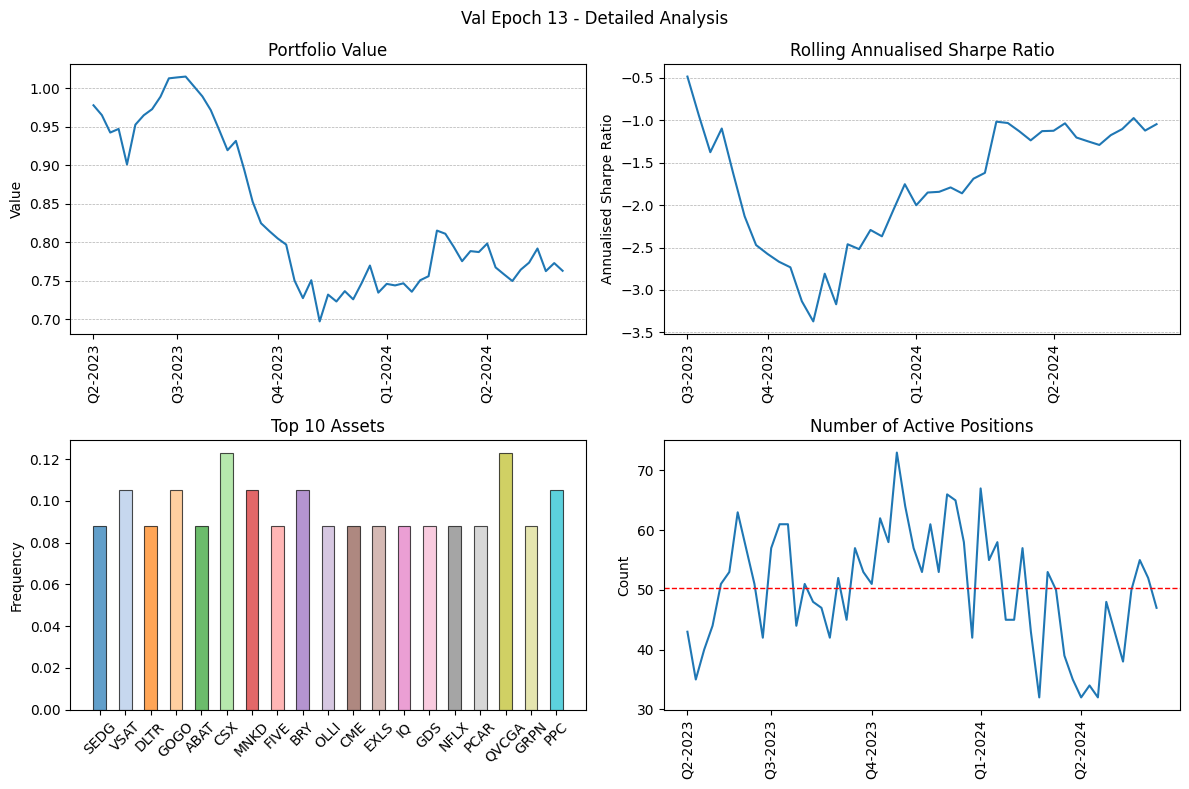 Val Epoch 13 - Detailed Analysis
Portfolio Value
Value
1.00
0.95
0.90
0.85
0.80
0.75
0.70
Q2-2023
Q3-2023
Q4-2023
Q1-2024
Q2-2024
Rolling Annualised Sharpe Ratio
Annualised Sharpe Ratio
−0.5
−1.0
−1.5
−2.0
−2.5
−3.0
−3.5
Q3-2023
Q4-2023
Q1-2024
Q2-2024
Top 10 Assets
Frequency
0.12
0.10
0.08
0.06
0.04
0.02
0.00
SEDG
VSAT
DLTR
GOGO
ABAT
CSX
MNKD
FIVE
BRY
OLLI
CME
EXLS
IQ
GDS
NFLX
PCAR
QVCGA
GRPN
PPC
Number of Active Positions
Count
70
60
50
40
30
Q2-2023
Q3-2023
Q4-2023
Q1-2024
Q2-2024